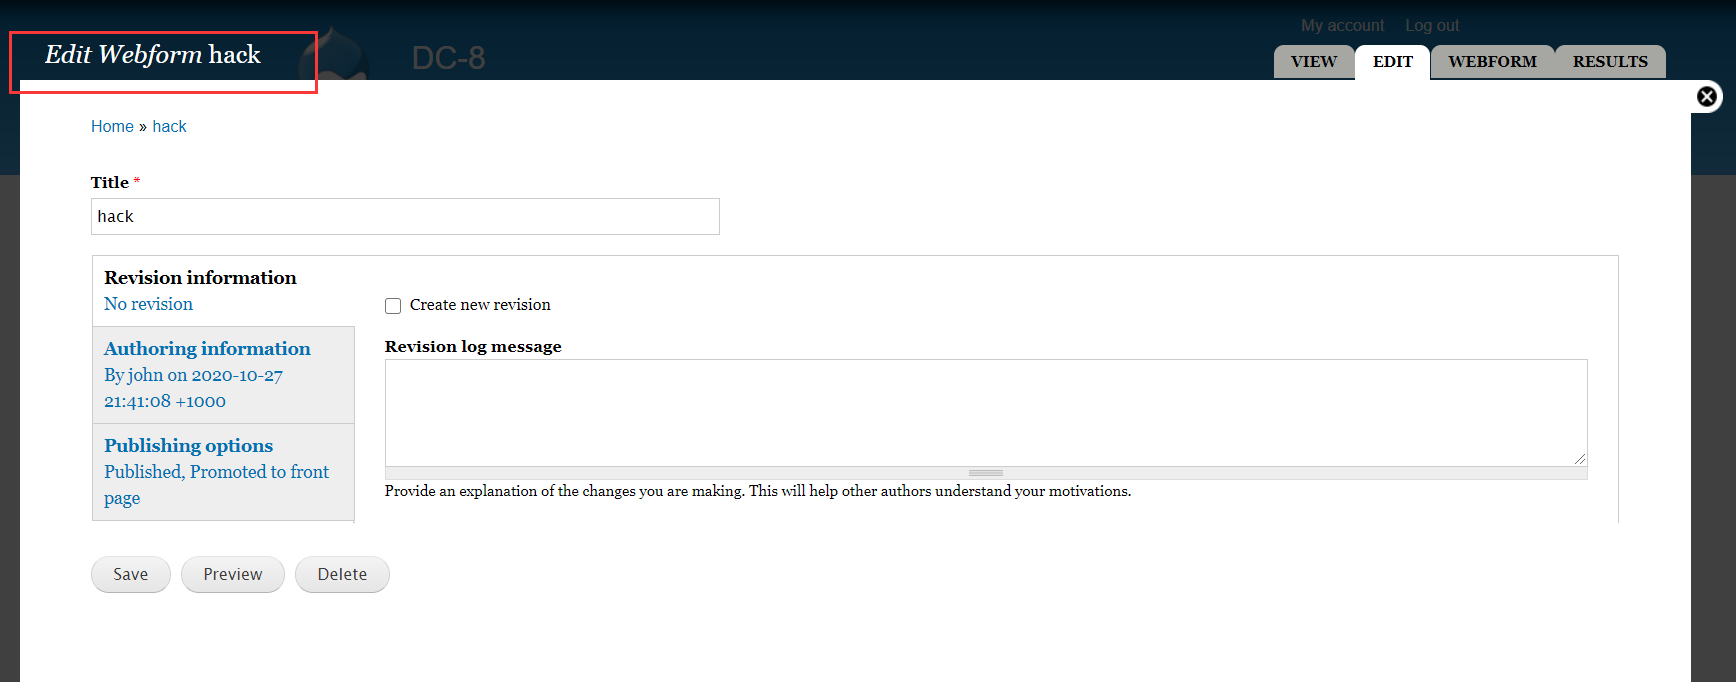 My account Log out
Edit Webform hack
DC-8
VIEW EDIT WEBFORM RESULTS
Home » hack
Title *
hack
Revision information
No revision
Create new revision
Revision log message
Authoring information
By john on 2020-10-27
21:41:08 +1000
Publishing options
Published, Promoted to front
page
Provide an explanation of the changes you are making. This will help other authors understand your motivations.
Save Preview Delete